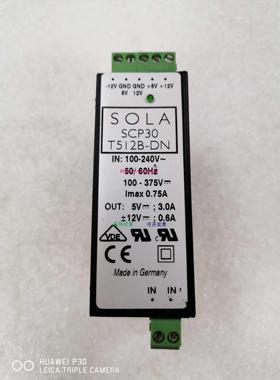 -12V GND GND +5V +12V
5V 12V
SOLA
SCP30
T512B-DN
IN: 100-240V~
50/60Hz
100 - 375V
Imax 0.75A
OUT: 5V ; 3.0A
±12V ; 0.6A
VDE
Made in Germany
IN IN
HUAWEI P30
LEICA TRIPLE CAMERA